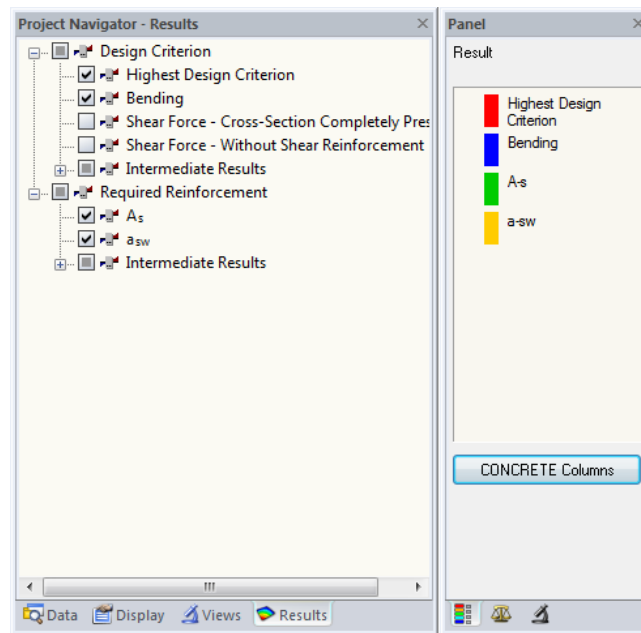 Project Navigator - Results
Design Criterion
Highest Design Criterion
Bending
Shear Force - Cross-Section Completely Pres
Shear Force - Without Shear Reinforcement
Intermediate Results
Required Reinforcement
As
asw
Intermediate Results
Data Display Views Results
Panel
Result
Highest Design
Criterion
Bending
A-s
a-sw
CONCRETE Columns